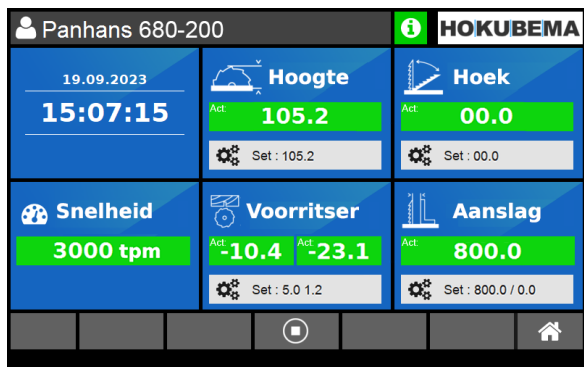 Panhans 680-200
i HOKUBEMA
19.09.2023
15:07:15
Hoogte
Act: 105.2
Set : 105.2
Hoek
Act: 00.0
Set : 00.0
Snelheid
3000 tpm
Voorritser
Act: -10.4 Act: -23.1
Set : 5.0 1.2
Aanslag
Act: 800.0
Set : 800.0 / 0.0